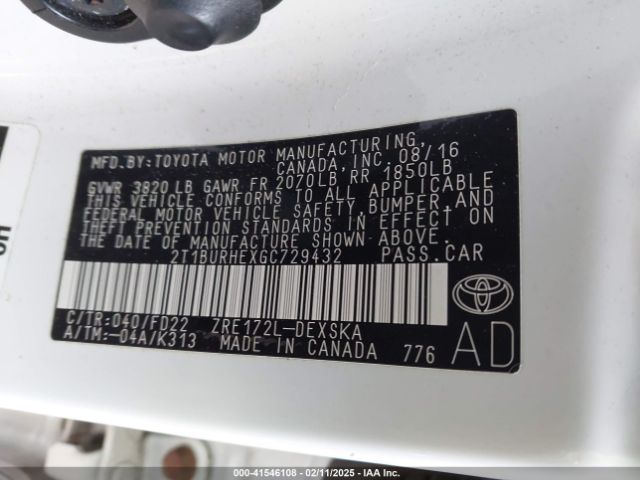 MFD. BY: TOYOTA MOTOR MANUFACTURING,
CANADA, INC. 08/16
GVWR 3820 LB GAWR FR 2070LB RR 1850LB
THIS VEHICLE CONFORMS TO ALL APPLICABLE
FEDERAL MOTOR VEHICLE SAFETY, BUMPER, AND
THEFT PREVENTION STANDARDS IN EFFECT ON
THE DATE OF MANUFACTURE SHOWN ABOVE.
2T1BURHEXGC729432 PASS. CAR
C/TR: 040/FD22 ZRE172L-DEXSKA
A/TM: -04A/K313 MADE IN CANADA 776
AD
00-41546108 - 02/11/2025 - IAA Inc.